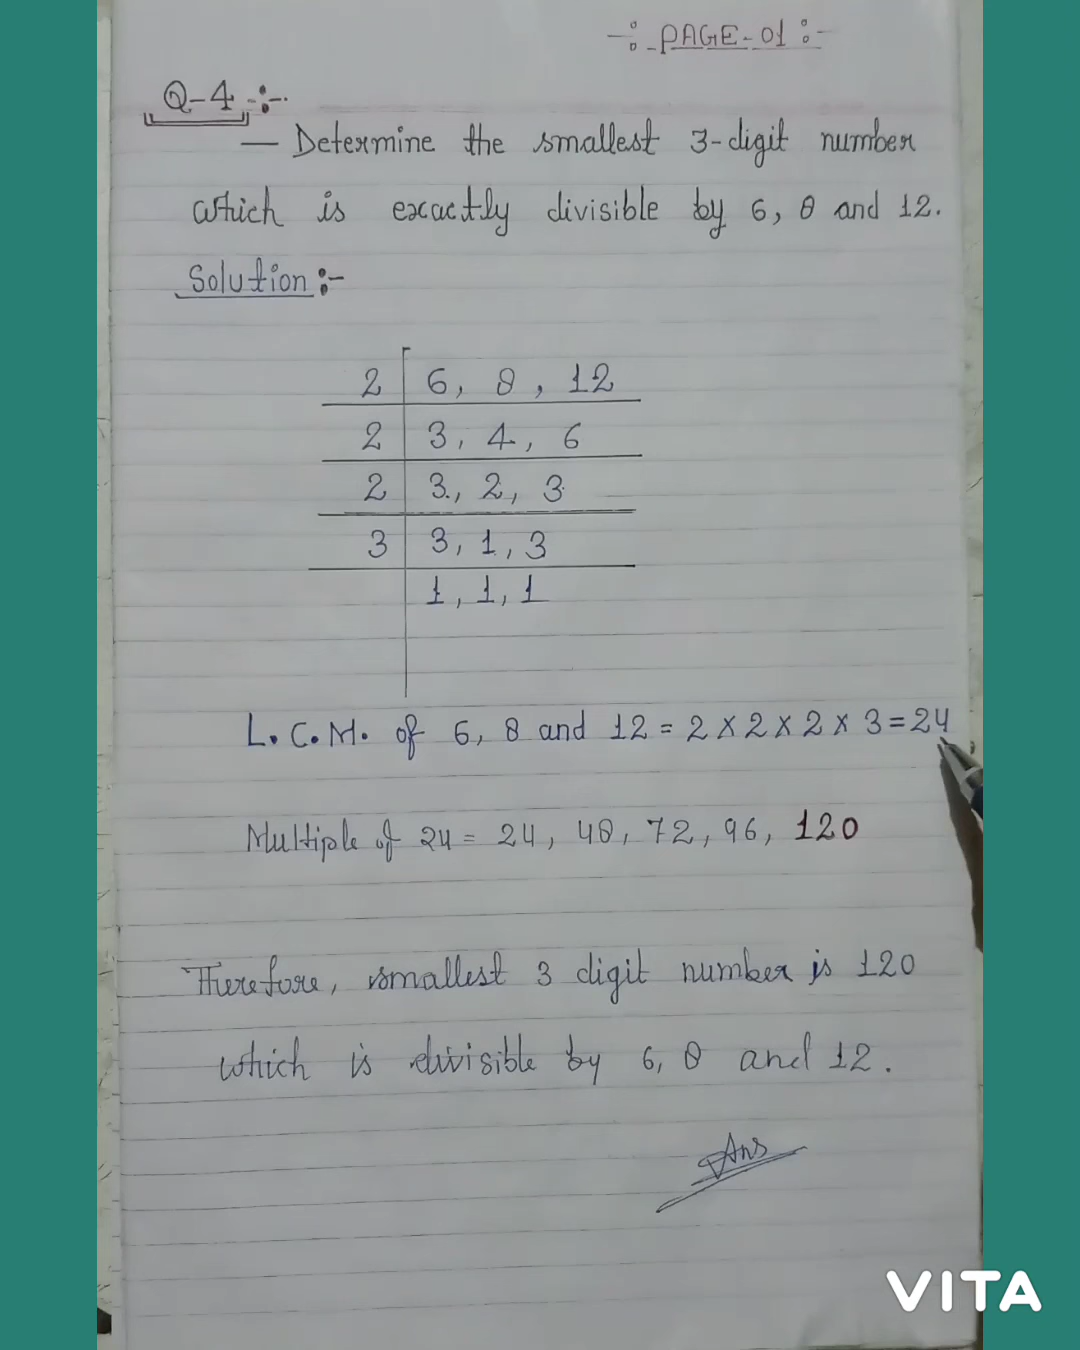 -: PAGE-01 :-
Q-4 :-
— Determine the smallest 3-digit number
which is exactly divisible by 6, 8 and 12.
Solution :-
2 | 6, 8, 12
2 | 3, 4, 6
2 | 3, 2, 3
3 | 3, 1, 3
| 1, 1, 1
L.C.M. of 6, 8 and 12 = 2 × 2 × 2 × 3 = 24
Multiple of 24 = 24, 48, 72, 96, 120
Therefore, smallest 3 digit number is 120
which is divisible by 6, 8 and 12.
Ans
VITA